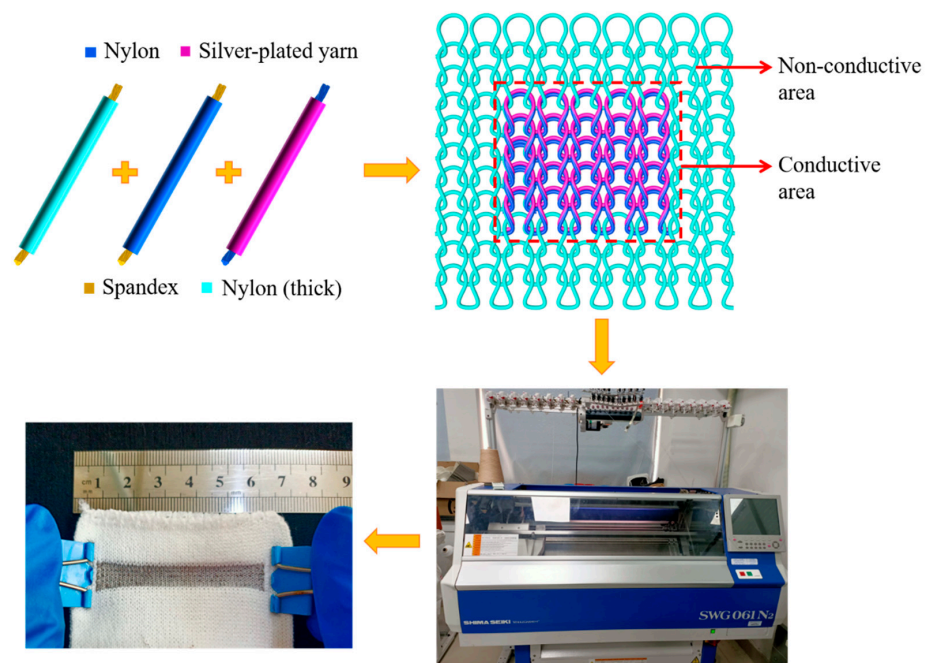 Nylon
Silver-plated yarn
Non-conductive
area
Conductive
area
Spandex
Nylon (thick)
cm 1 2 3 4 5 6 7 8 9
SHIMA SEIKI
SWG 061 N2